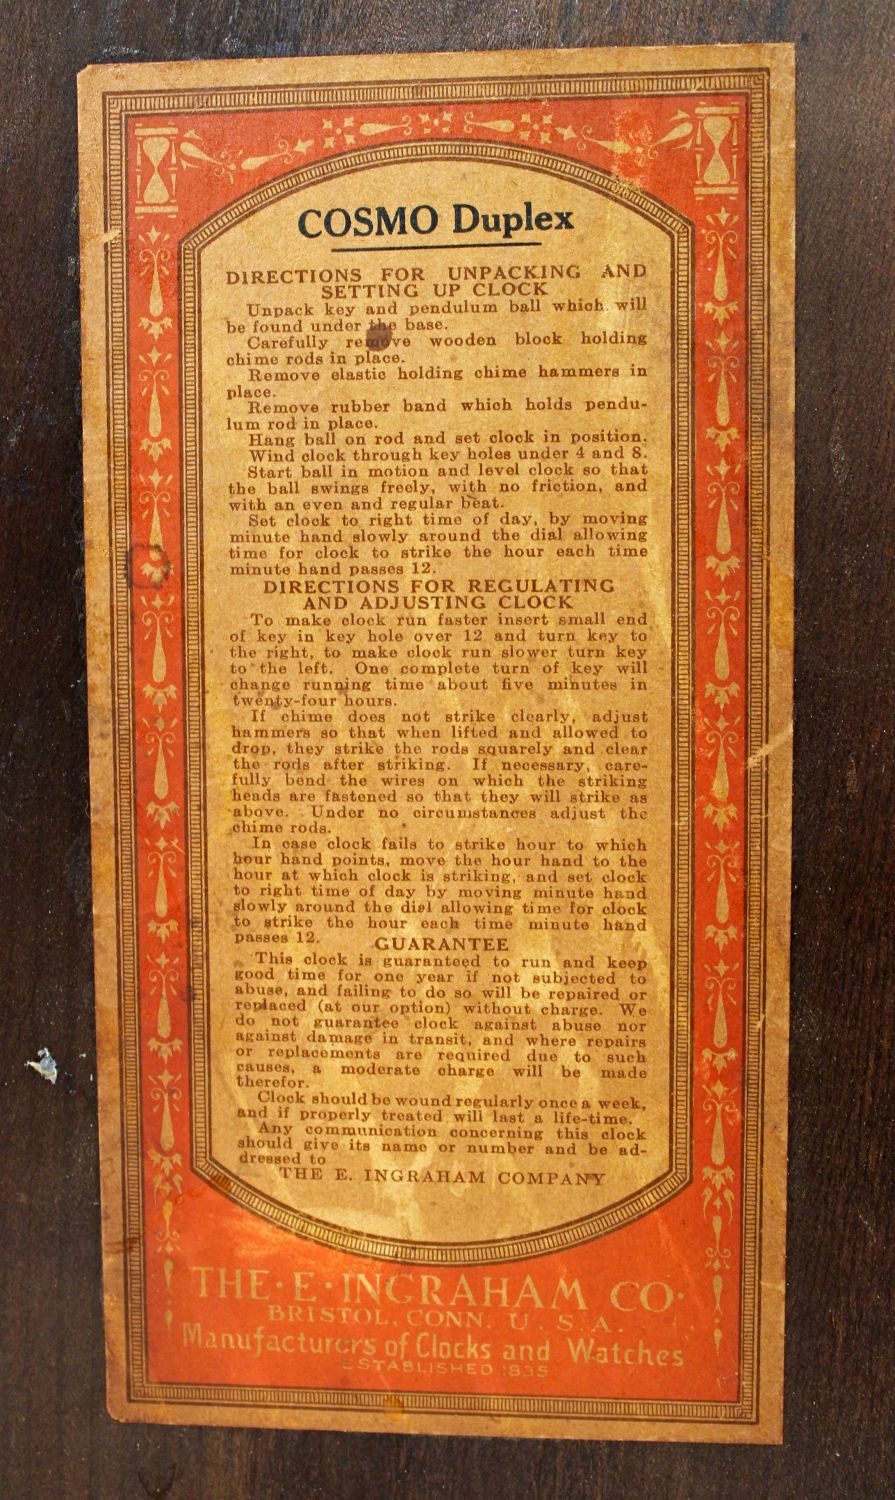 COSMO Duplex
DIRECTIONS FOR UNPACKING AND
SETTING UP CLOCK
Unpack key and pendulum ball which will
be found under the base.
Carefully remove wooden block holding
chime rods in place.
Remove elastic holding chime hammers in
place.
Remove rubber band which holds pendu-
lum rod in place.
Hang ball on rod and set clock in position.
Wind clock through key holes under 4 and 8.
Start ball in motion and level clock so that
the ball swings freely, with no friction, and
with an even and regular beat.
Set clock to right time of day, by moving
minute hand slowly around the dial allowing
time for clock to strike the hour each time
minute hand passes 12.
DIRECTIONS FOR REGULATING
AND ADJUSTING CLOCK
To make clock run faster insert small end
of key in key hole over 12 and turn key to
the right, to make clock run slower turn key
to the left. One complete turn of key will
change running time about five minutes in
twenty-four hours.
If chime does not strike clearly, adjust
hammers so that when lifted and allowed to
drop, they strike the rods squarely and clear
the rods after striking. If necessary, care-
fully bend the wires on which the striking
heads are fastened so that they will strike as
above. Under no circumstances adjust the
chime rods.
In case clock fails to strike hour to which
hour hand points, move the hour hand to the
hour at which clock is striking, and set clock
to right time of day by moving minute hand
slowly around the dial allowing time for clock
to strike the hour each time minute hand
passes 12. GUARANTEE
This clock is guaranteed to run and keep
good time for one year if not subjected to
abuse, and failing to do so will be repaired or
replaced (at our option) without charge. We
do not guarantee clock against abuse nor
against damage in transit, and where repairs
or replacements are required due to such
causes, a moderate charge will be made
therefor.
Clock should be wound regularly once a week,
and if properly treated will last a life-time.
Any communication concerning this clock
should give its name or number and be ad-
dressed to
THE E. INGRAHAM COMPANY
THE·E·INGRAHAM CO·
BRISTOL. CONN. U. S. A.
Manufacturers of Clocks and Watches
ESTABLISHED 1835